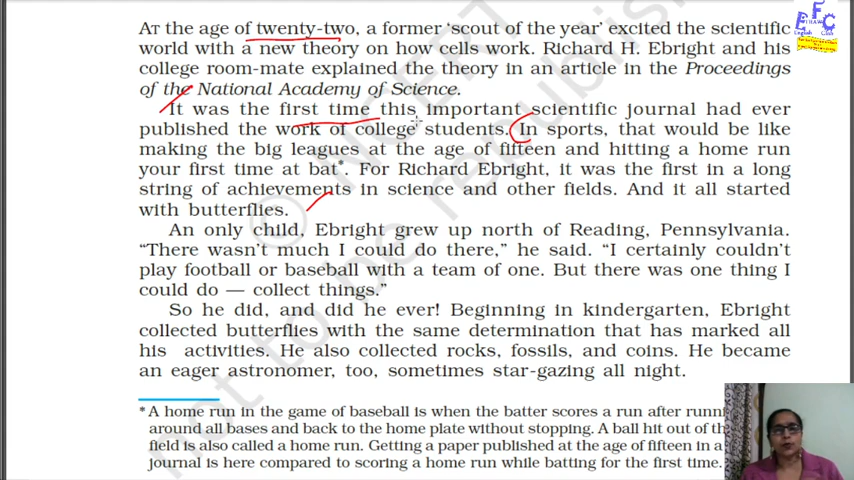 At the age of twenty-two, a former ‘scout of the year’ excited the scientific
world with a new theory on how cells work. Richard H. Ebright and his
college room-mate explained the theory in an article in the Proceedings
of the National Academy of Science.
It was the first time this important scientific journal had ever
published the work of college students. In sports, that would be like
making the big leagues at the age of fifteen and hitting a home run
your first time at bat*. For Richard Ebright, it was the first in a long
string of achievements in science and other fields. And it all started
with butterflies.
An only child, Ebright grew up north of Reading, Pennsylvania.
“There wasn’t much I could do there,” he said. “I certainly couldn’t
play football or baseball with a team of one. But there was one thing I
could do — collect things.”
So he did, and did he ever! Beginning in kindergarten, Ebright
collected butterflies with the same determination that has marked all
his activities. He also collected rocks, fossils, and coins. He became
an eager astronomer, too, sometimes star-gazing all night.
* A home run in the game of baseball is when the batter scores a run after runni
around all bases and back to the home plate without stopping. A ball hit out of th
field is also called a home run. Getting a paper published at the age of fifteen in a
journal is here compared to scoring a home run while batting for the first time.
©
not to be republ
EFC
English Club